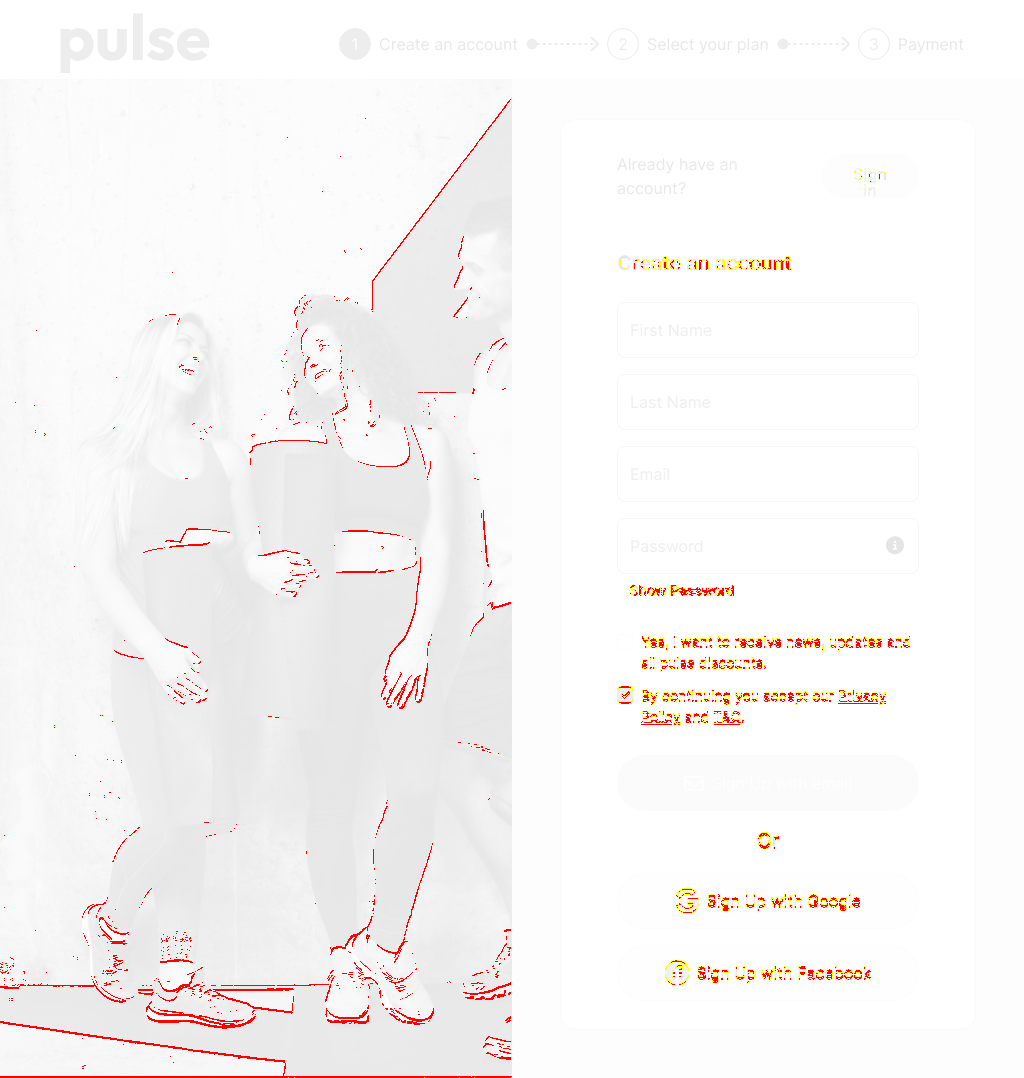 pulse
1 Create an account 2 Select your plan 3 Payment
Already have an
account?
Sign
in
Create an account
First Name
Last Name
Email
Password
Show Password
Yes, I want to receive news, updates and
all pulse discounts.
By continuing you accept our Privacy
Policy and T&C.
Sign Up with email
Or
Sign Up with Google
Sign Up with Facebook